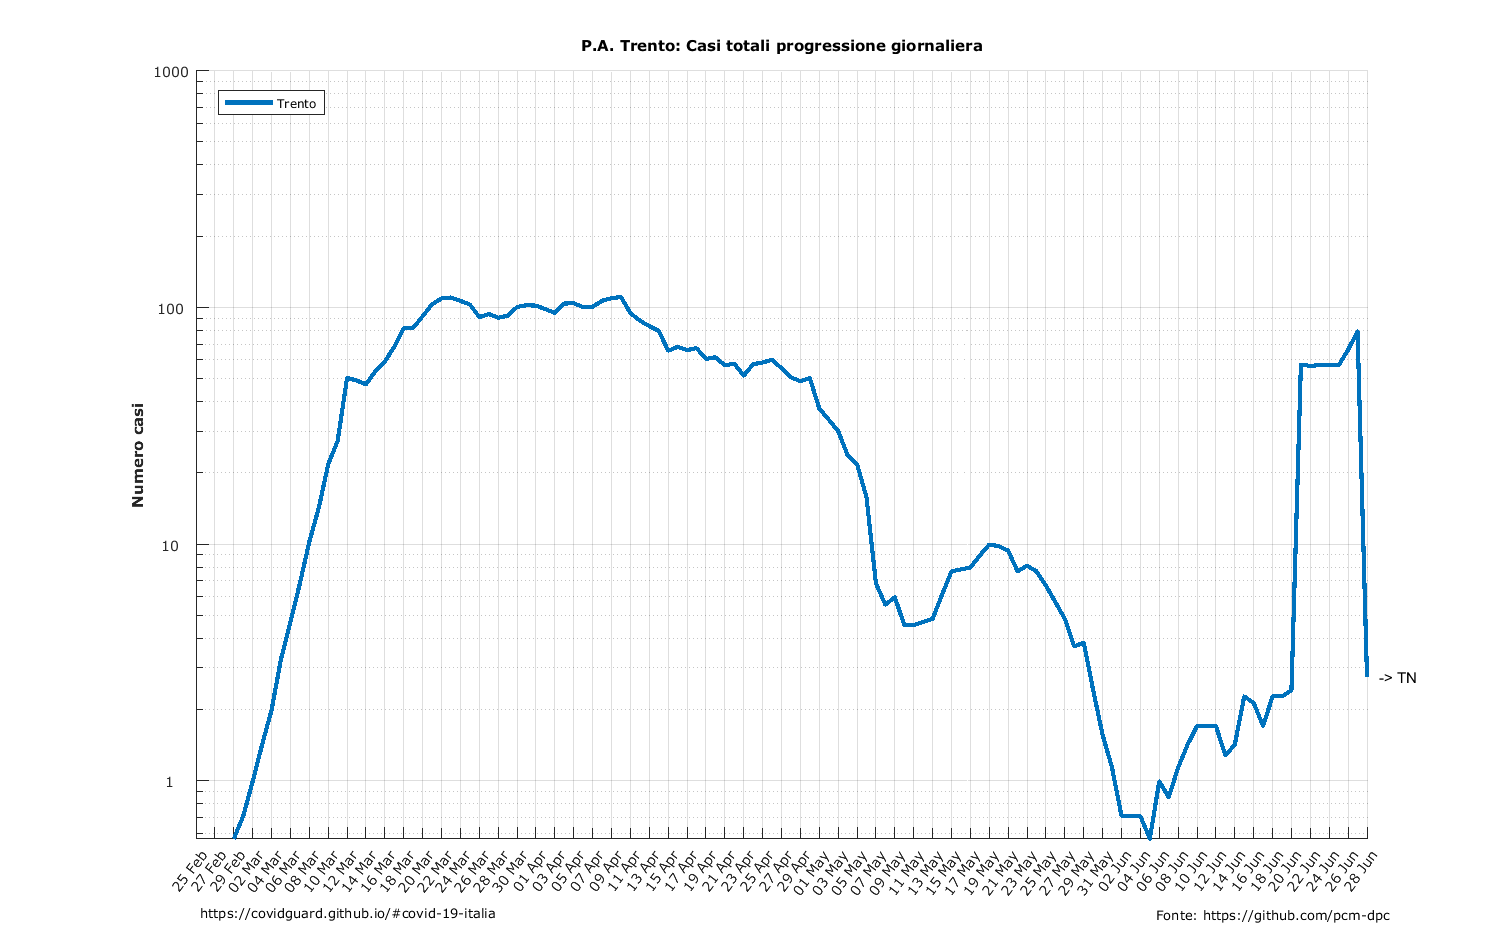 P.A. Trento: Casi totali progressione giornaliera
1000
Trento
100
Numero casi
10
-> TN
1
25 Feb
27 Feb
29 Feb
02 Mar
04 Mar
06 Mar
08 Mar
10 Mar
12 Mar
14 Mar
16 Mar
18 Mar
20 Mar
22 Mar
24 Mar
26 Mar
28 Mar
30 Mar
01 Apr
03 Apr
05 Apr
07 Apr
09 Apr
11 Apr
13 Apr
15 Apr
17 Apr
19 Apr
21 Apr
23 Apr
25 Apr
27 Apr
29 Apr
01 May
03 May
05 May
07 May
09 May
11 May
13 May
15 May
17 May
19 May
21 May
23 May
25 May
27 May
29 May
31 May
02 Jun
04 Jun
06 Jun
08 Jun
10 Jun
12 Jun
14 Jun
16 Jun
18 Jun
20 Jun
22 Jun
24 Jun
26 Jun
28 Jun
https://covidguard.github.io/#covid-19-italia
Fonte: https://github.com/pcm-dpc